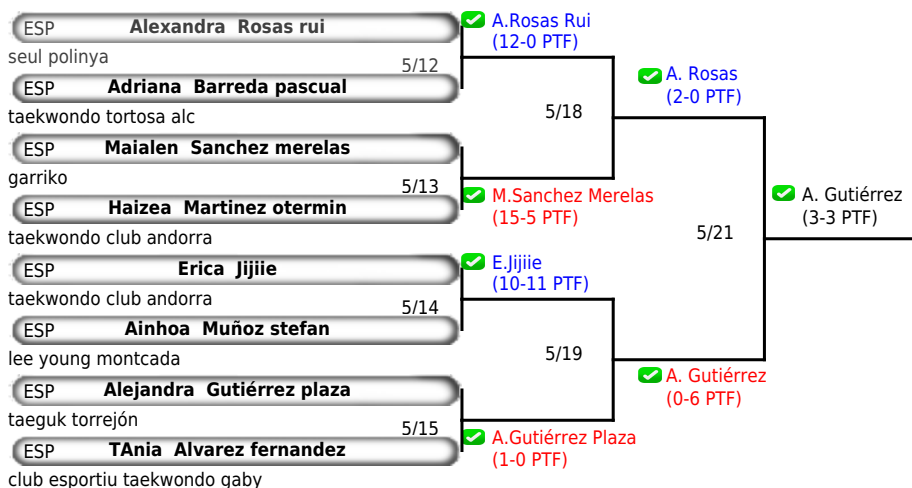 ESP Alexandra Rosas rui
seul polinya
5/12
ESP Adriana Barreda pascual
taekwondo tortosa alc
ESP Maialen Sanchez merelas
garriko
5/13
ESP Haizea Martinez otermin
taekwondo club andorra
ESP Erica Jijiie
taekwondo club andorra
5/14
ESP Ainhoa Muñoz stefan
lee young montcada
ESP Alejandra Gutiérrez plaza
taeguk torrejón
5/15
ESP TAnia Alvarez fernandez
club esportiu taekwondo gaby
A.Rosas Rui
(12-0 PTF)
5/18
M.Sanchez Merelas
(15-5 PTF)
E.Jijiie
(10-11 PTF)
5/19
A.Gutiérrez Plaza
(1-0 PTF)
A. Rosas
(2-0 PTF)
5/21
A. Gutiérrez
(0-6 PTF)
A. Gutiérrez
(3-3 PTF)